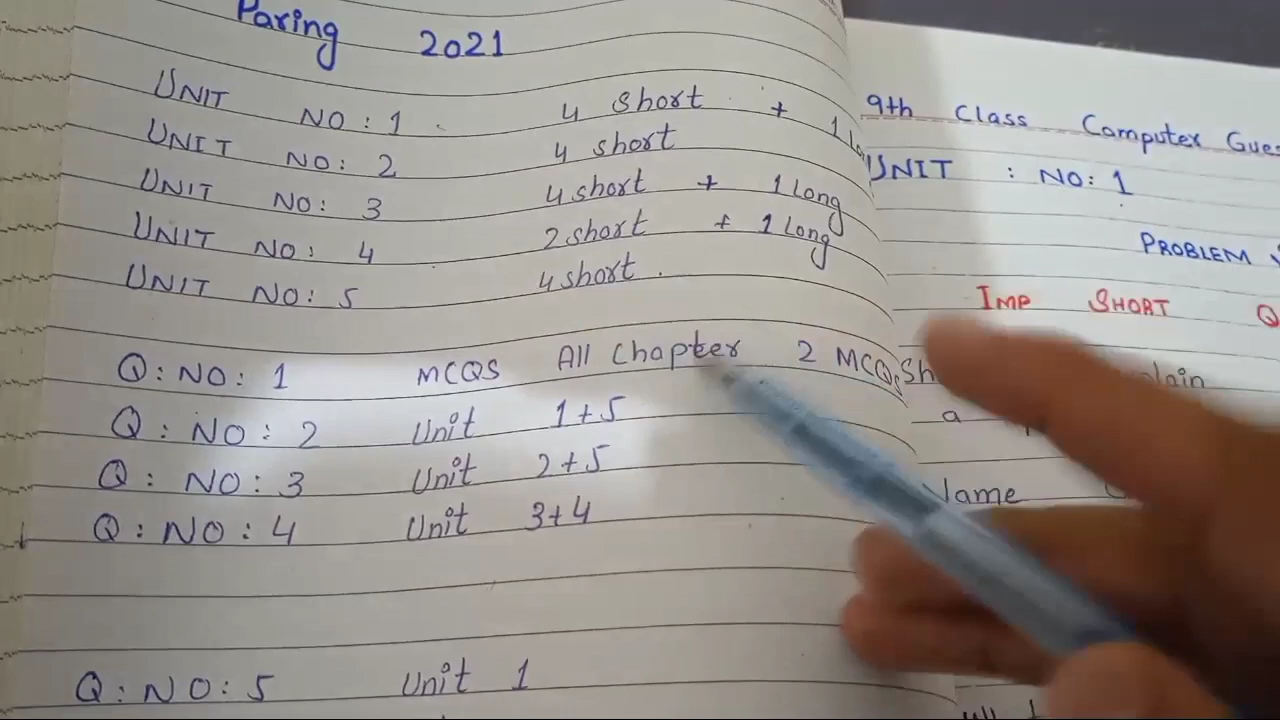 Paring 2021
UNIT NO: 1 4 short + 1
UNIT NO: 2 4 short
UNIT NO: 3 4 short + 1 Long
UNIT NO: 4 2 short + 1 Long
UNIT NO: 5 4 short.
Q: NO: 1 MCQS All Chapter 2 MCQs
Q: NO: 2 Unit 1+5
Q: NO: 3 Unit 2+5
Q: NO: 4 Unit 3+4
Q: NO: 5 Unit 1
9th Class Computer
UNIT : NO: 1
PROBLEM
IMP SHORT Q
a
Name